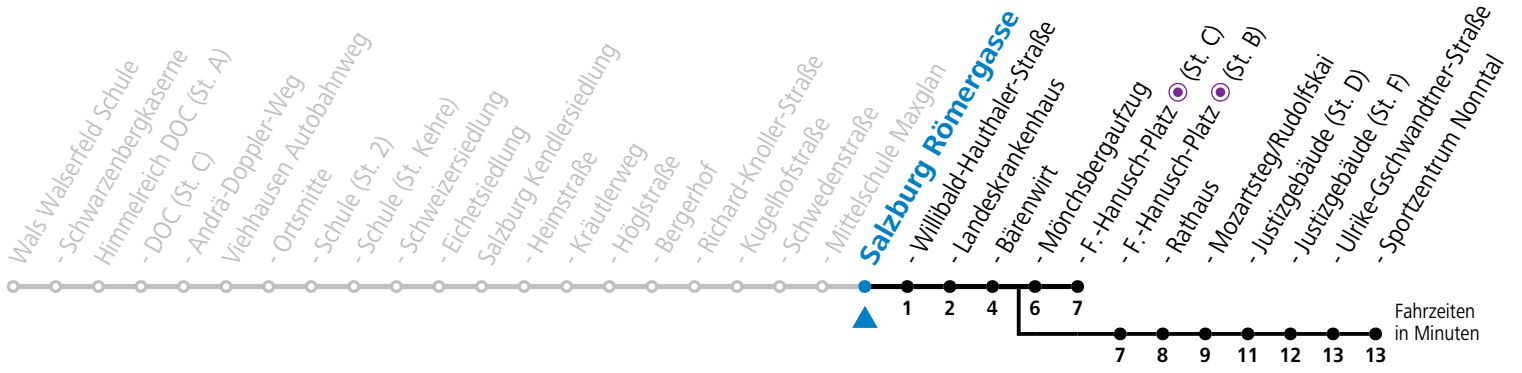 Wals Walserfeld Schule
- Schwarzenbergkaserne
Himmelreich DOC (St. A)
- DOC (St. C)
- Andrä-Doppler-Weg
Viehhausen Autobahnweg
- Ortsmitte
- Schule (St. 2)
- Schule (St. Kehre)
- Schweizersiedlung
- Eichetsiedlung
Salzburg Kendlersiedlung
- Heimstraße
- Kräutlerweg
- Höglstraße
- Bergerhof
- Richard-Knoller-Straße
- Kugelhofstraße
- Schwedenstraße
- Mittelschule Maxglan
Salzburg Römergasse
- Willibald-Hauthaler-Straße
- Landeskrankenhaus
- Bärenwirt
- Mönchsbergaufzug
- F.-Hanusch-Platz (St. C)
- F.-Hanusch-Platz (St. B)
- Rathaus
- Mozartsteg/Rudolfskai
- Justizgebäude (St. D)
- Justizgebäude (St. F)
- Ulrike-Gschwandtner-Straße
- Sportzentrum Nonntal
1 2 4 6 7
Fahrzeiten
in Minuten
7 8 9 11 12 13 13